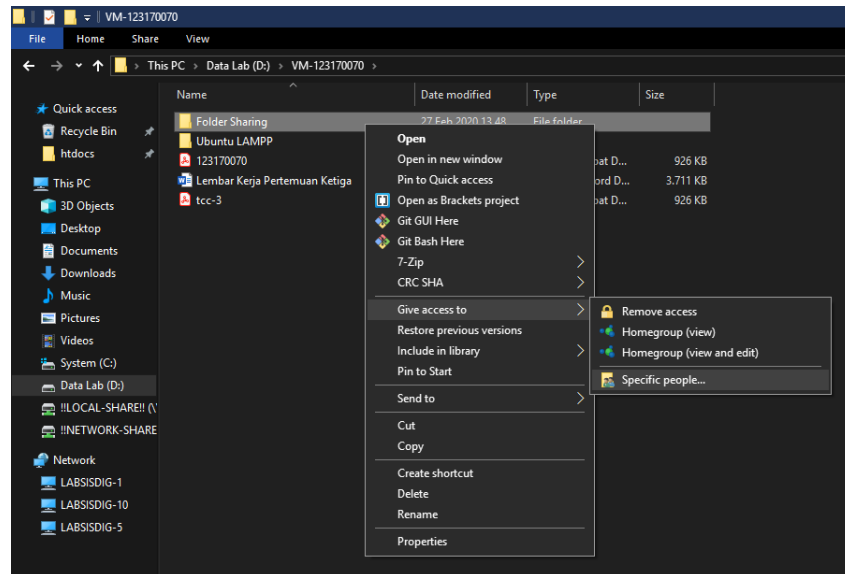 VM-123170070
File Home Share View
This PC > Data Lab (D:) > VM-123170070 >
Name Date modified Type Size
Quick access
Recycle Bin
htdocs
This PC
3D Objects
Desktop
Documents
Downloads
Music
Pictures
Videos
System (C:)
Data Lab (D:)
!!LOCAL-SHARE!! (\
!!NETWORK-SHARE
Network
LABSISDIG-1
LABSISDIG-10
LABSISDIG-5
Folder Sharing 27 Feb 2020 13.48 File folder
Ubuntu LAMPP
123170070 bat D... 926 KB
Lembar Kerja Pertemuan Ketiga ord D... 3.711 KB
tcc-3 bat D... 926 KB
Open
Open in new window
Pin to Quick access
Open as Brackets project
Git GUI Here
Git Bash Here
7-Zip
CRC SHA
Give access to
Restore previous versions
Include in library
Pin to Start
Send to
Cut
Copy
Create shortcut
Delete
Rename
Properties
Remove access
Homegroup (view)
Homegroup (view and edit)
Specific people...